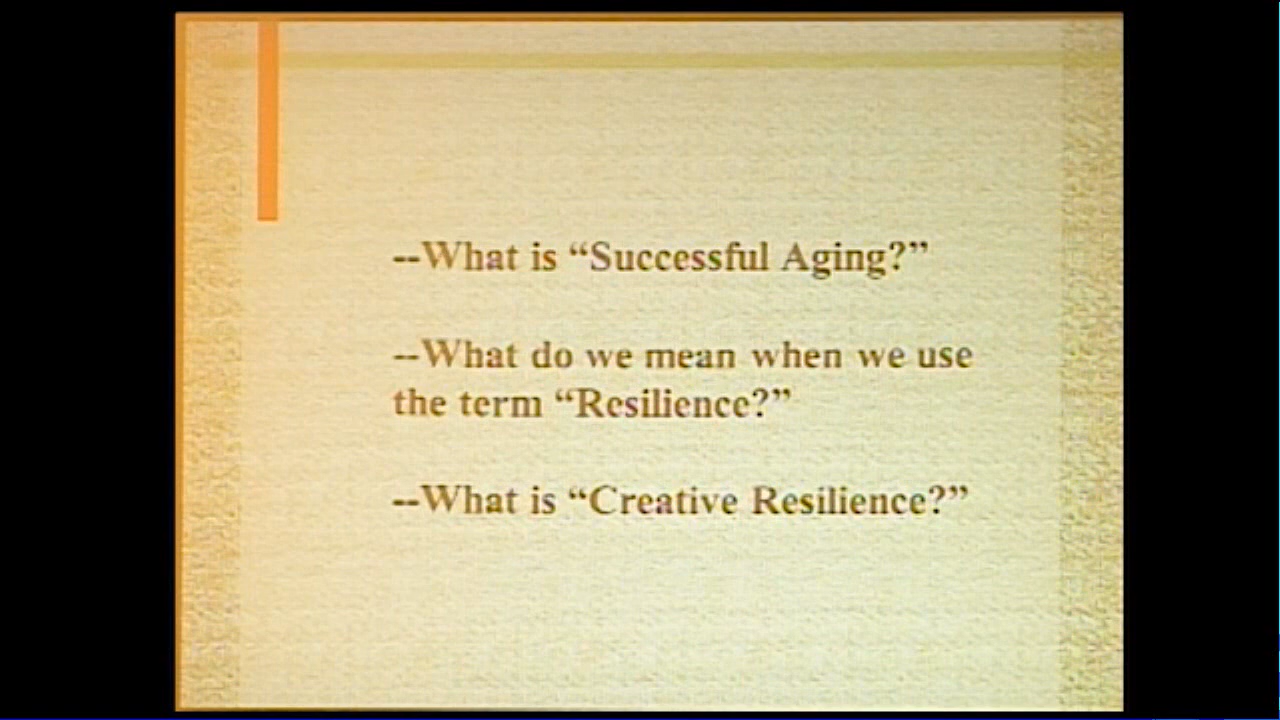 --What is “Successful Aging?”
--What do we mean when we use
the term “Resilience?”
--What is “Creative Resilience?”